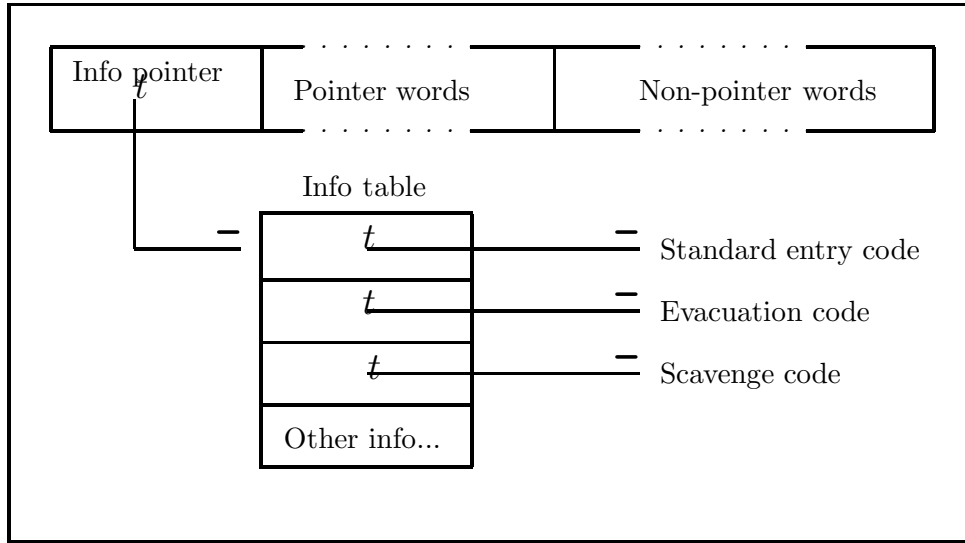 Info pointer
t
Pointer words
Non-pointer words
Info table
t
Standard entry code
t
Evacuation code
t
Scavenge code
Other info...